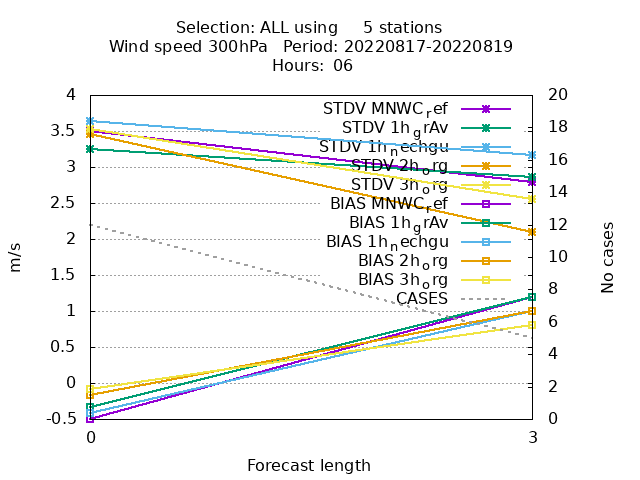 Selection: ALL using     5 stations
Wind speed 300hPa   Period: 20220817-20220819
Hours:  06
4
3.5
3
2.5
2
1.5
1
0.5
0
-0.5
m/s
20
18
16
14
12
10
8
6
4
2
0
No cases
STDV MNWC_ref
STDV 1h_grAv
STDV 1h_nechgu
STDV 2h_org
STDV 3h_org
BIAS MNWC_ref
BIAS 1h_grAv
BIAS 1h_nechgu
BIAS 2h_org
BIAS 3h_org
CASES
0
3
Forecast length